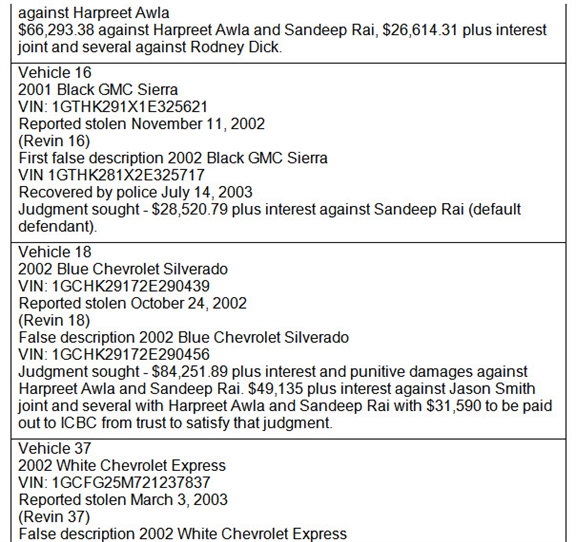 against Harpreet Awla
$66,293.38 against Harpreet Awla and Sandeep Rai, $26,614.31 plus interest
joint and several against Rodney Dick.
Vehicle 16
2001 Black GMC Sierra
VIN: 1GTHK291X1E325621
Reported stolen November 11, 2002
(Revin 16)
First false description 2002 Black GMC Sierra
VIN 1GTHK281X2E325717
Recovered by police July 14, 2003
Judgment sought - $28,520.79 plus interest against Sandeep Rai (default
defendant).
Vehicle 18
2002 Blue Chevrolet Silverado
VIN: 1GCHK29172E290439
Reported stolen October 24, 2002
(Revin 18)
False description 2002 Blue Chevrolet Silverado
VIN: 1GCHK29172E290456
Judgment sought - $84,251.89 plus interest and punitive damages against
Harpreet Awla and Sandeep Rai. $49,135 plus interest against Jason Smith
joint and several with Harpreet Awla and Sandeep Rai with $31,590 to be paid
out to ICBC from trust to satisfy that judgment.
Vehicle 37
2002 White Chevrolet Express
VIN: 1GCFG25M721237837
Reported stolen March 3, 2003
(Revin 37)
False description 2002 White Chevrolet Express